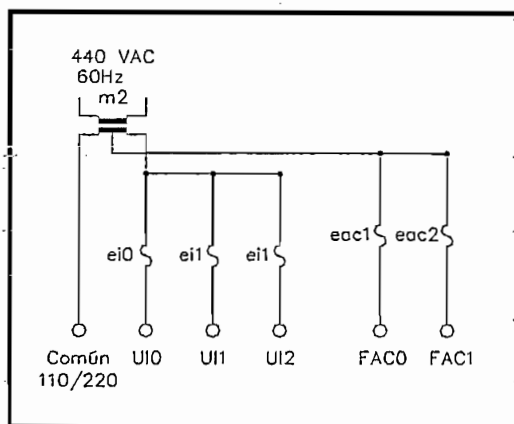 440 VAC
60Hz
m2
ei0
ei1
ei1
eac1
eac2
Común
110/220
UI0
UI1
UI2
FAC0
FAC1